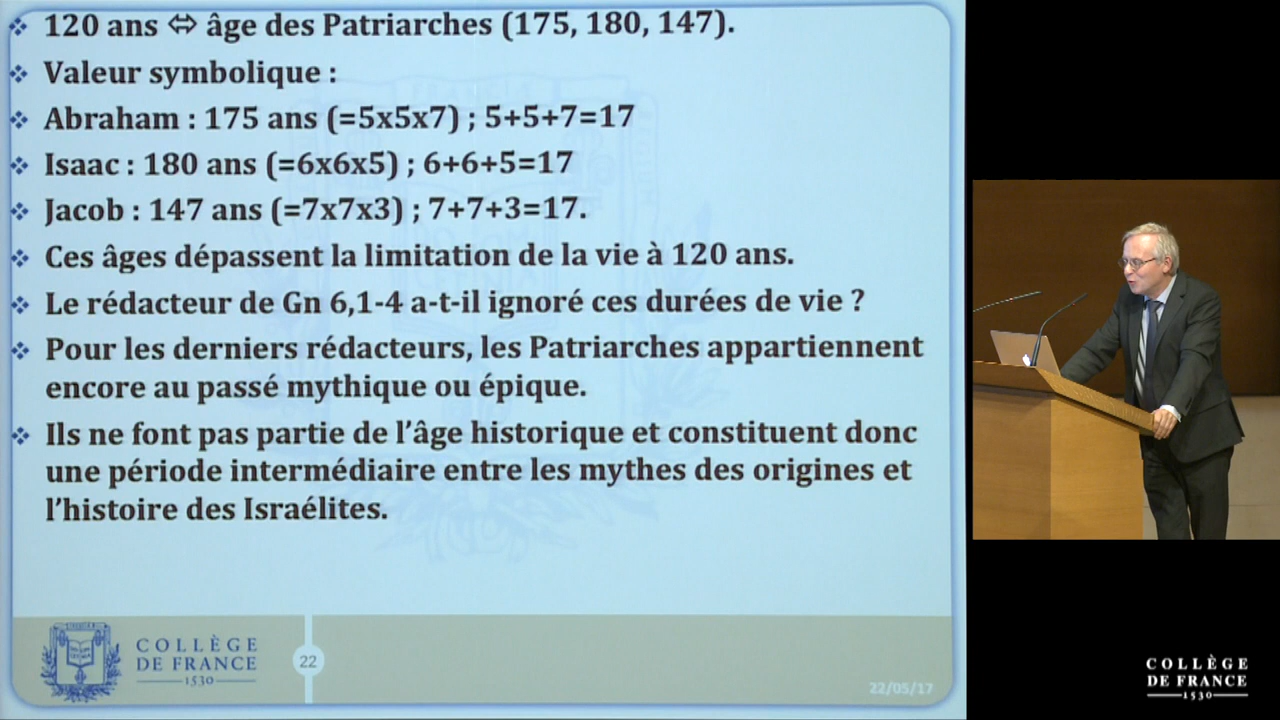 120 ans ⇔ âge des Patriarches (175, 180, 147).
Valeur symbolique :
Abraham : 175 ans (=5x5x7) ; 5+5+7=17
Isaac : 180 ans (=6x6x5) ; 6+6+5=17
Jacob : 147 ans (=7x7x3) ; 7+7+3=17.
Ces âges dépassent la limitation de la vie à 120 ans.
Le rédacteur de Gn 6,1-4 a-t-il ignoré ces durées de vie ?
Pour les derniers rédacteurs, les Patriarches appartiennent
encore au passé mythique ou épique.
Ils ne font pas partie de l'âge historique et constituent donc
une période intermédiaire entre les mythes des origines et
l'histoire des Israélites.
COLLÈGE
DE FRANCE
1530
22
22/05/17
COLLÈGE
DE FRANCE
1530